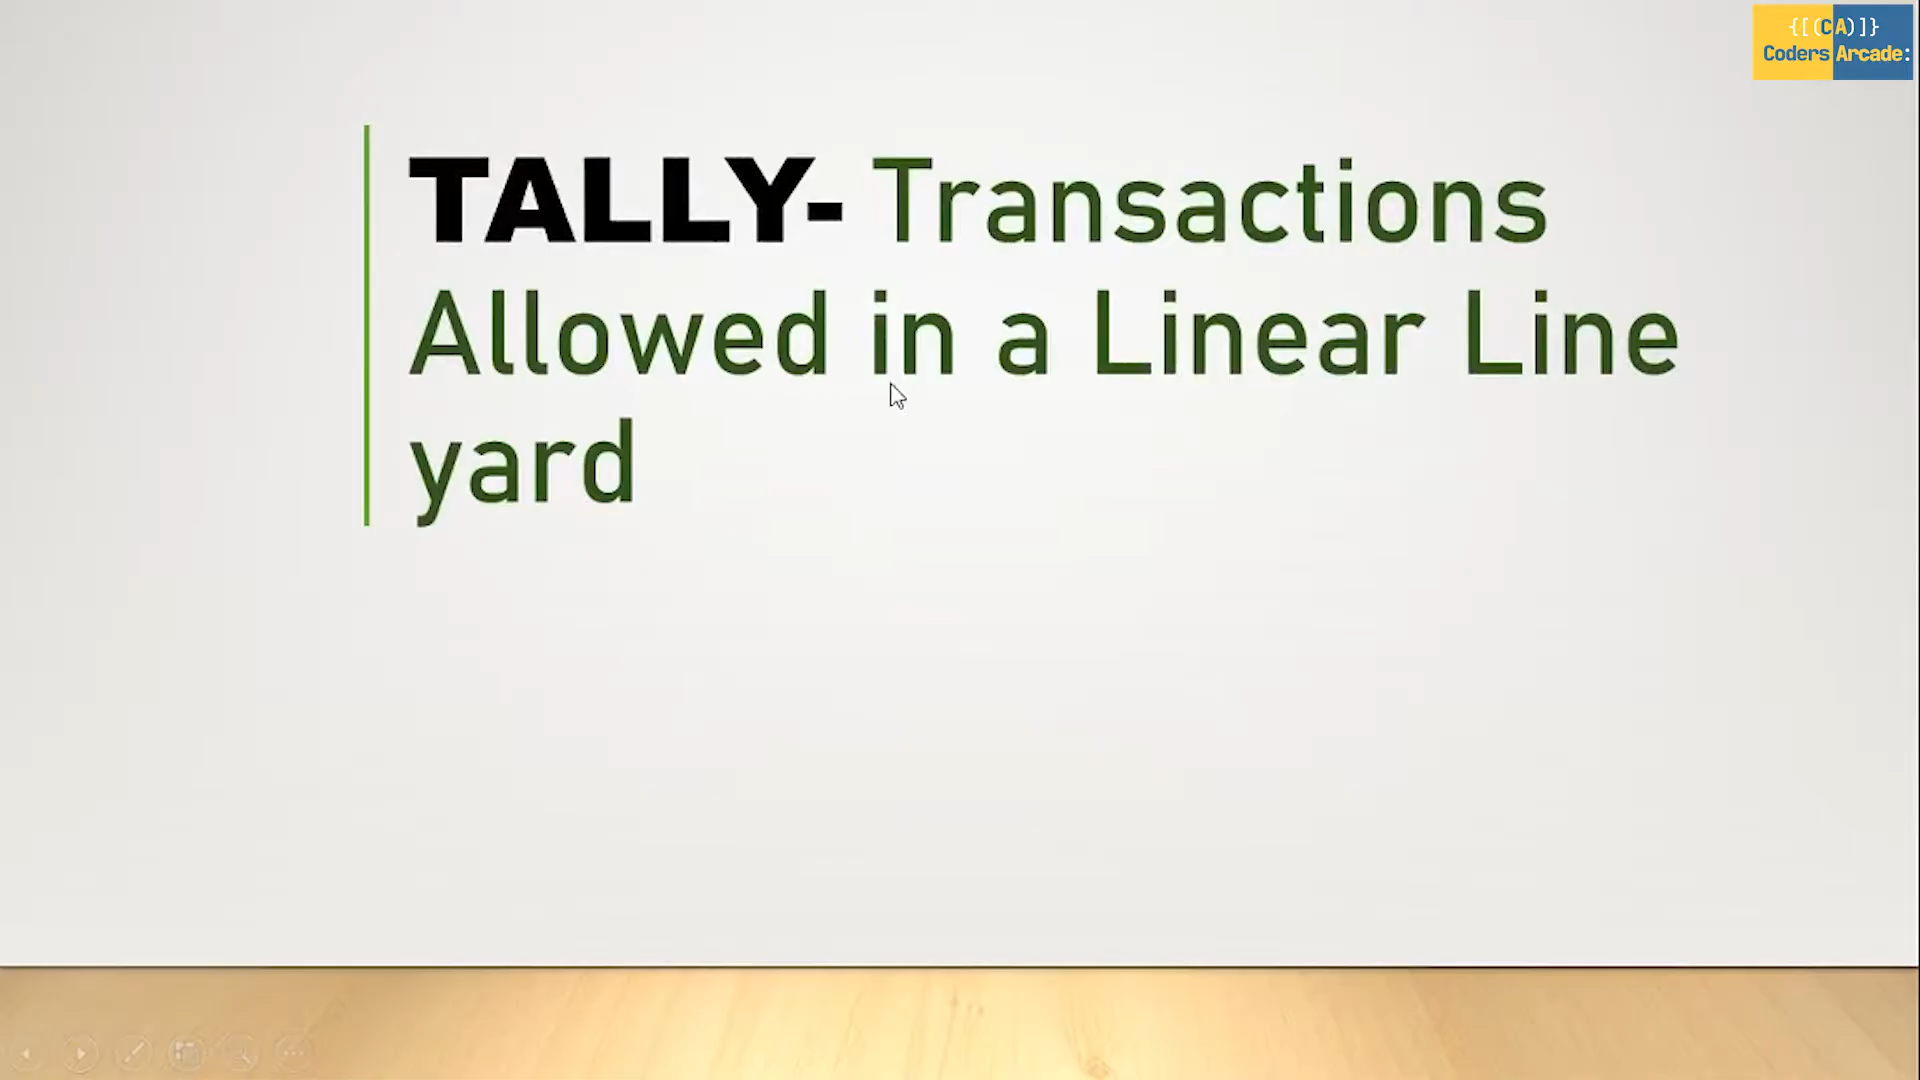 {[(CA)]}
Coders Arcade:
TALLY- Transactions
Allowed in a Linear Line
yard